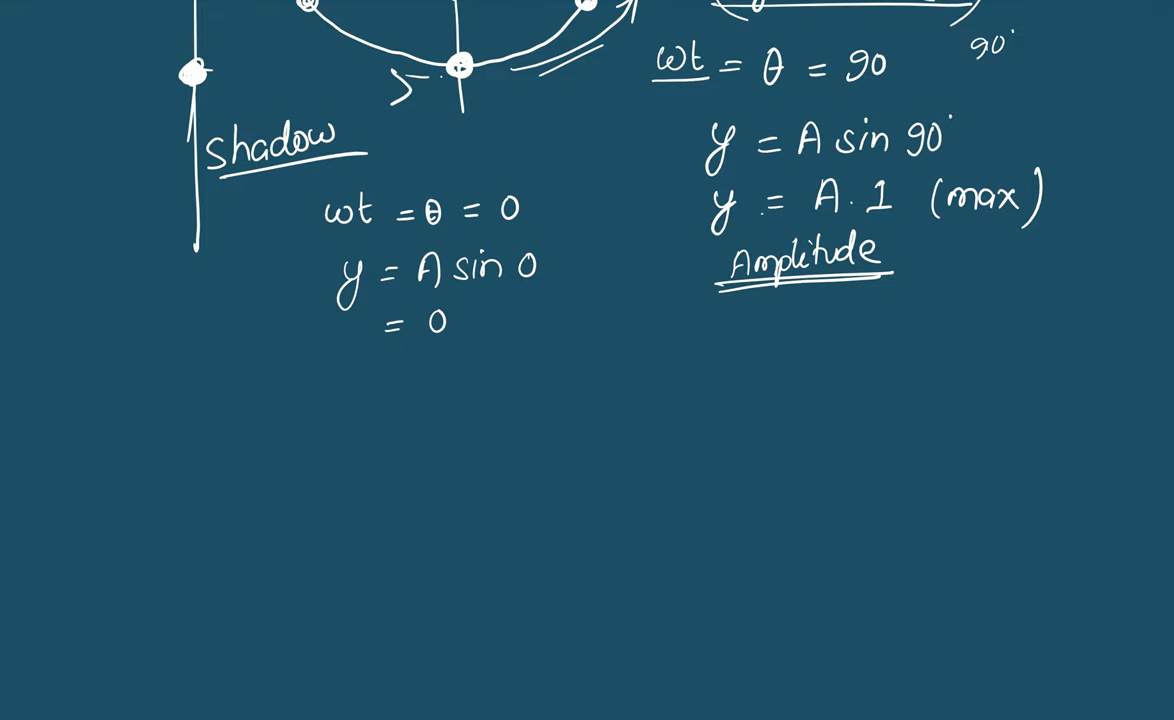 90°
ωt = θ = 90
shadow
y = A sin 90°
y = A . 1 (max)
Amplitude
ωt = θ = 0
y = A sin 0
= 0